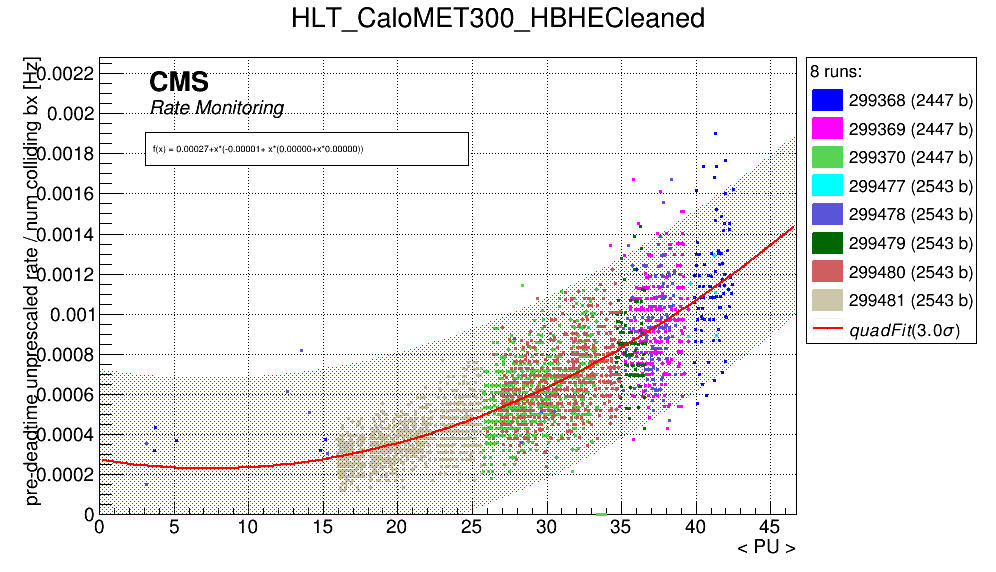 HLT_CaloMET300_HBHECleaned
pre-deadtime unprescaled rate / num colliding bx [Hz]
0.0022
0.002
0.0018
0.0016
0.0014
0.0012
0.001
0.0008
0.0006
0.0004
0.0002
0
CMS
Rate Monitoring
f(x) = 0.00027+x*(-0.00001+ x*(0.00000+x*0.00000))
0 5 10 15 20 25 30 35 40 45
< PU >
8 runs:
299368 (2447 b)
299369 (2447 b)
299370 (2447 b)
299477 (2543 b)
299478 (2543 b)
299479 (2543 b)
299480 (2543 b)
299481 (2543 b)
quadFit(3.0σ)